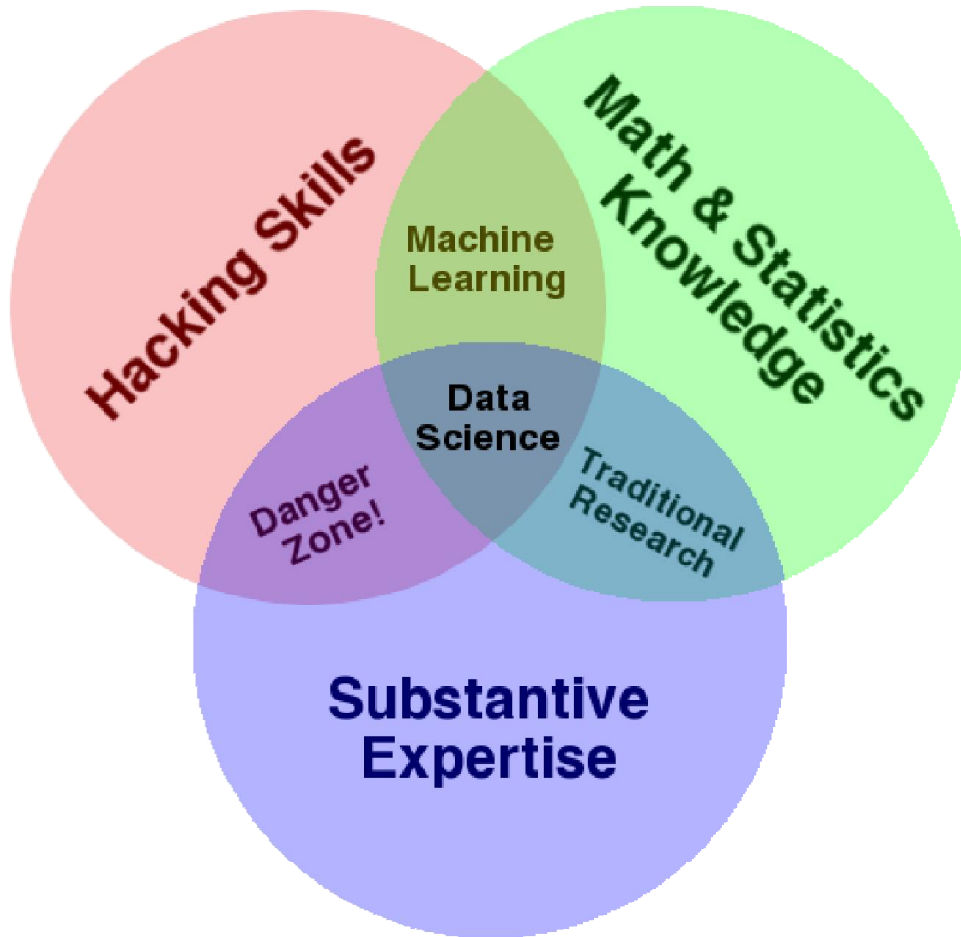 Hacking Skills
Math & Statistics
Knowledge
Machine
Learning
Data
Science
Danger
Zone!
Traditional
Research
Substantive
Expertise